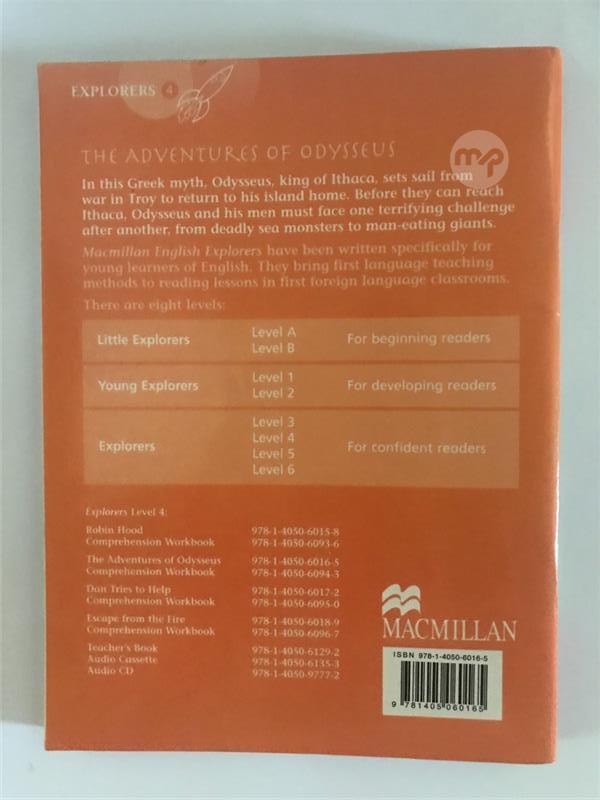 EXPLORERS 4
mp
THE ADVENTURES OF ODYSSEUS
In this Greek myth, Odysseus, king of Ithaca, sets sail from
war in Troy to return to his island home. Before they can reach
Ithaca, Odysseus and his men must face one terrifying challenge
after another, from deadly sea monsters to man-eating giants.
Macmillan English Explorers have been written specifically for
young learners of English. They bring first language teaching
methods to reading lessons in first foreign language classrooms.
There are eight levels:
Little Explorers Level A For beginning readers
Level B
Young Explorers Level 1 For developing readers
Level 2
Explorers Level 3 For confident readers
Level 4
Level 5
Level 6
Explorers Level 4:
Robin Hood 978-1-4050-6015-8
Comprehension Workbook 978-1-4050-6093-6
The Adventures of Odysseus 978-1-4050-6016-5
Comprehension Workbook 978-1-4050-6094-3
Dan Tries to Help 978-1-4050-6017-2
Comprehension Workbook 978-1-4050-6095-0
Escape from the Fire 978-1-4050-6018-9
Comprehension Workbook 978-1-4050-6096-7
Teacher's Book 978-1-4050-6129-2
Audio Cassette 978-1-4050-6135-3
Audio CD 978-1-4050-9777-2
MACMILLAN
ISBN 978-1-4050-6016-5
9 781405 060165